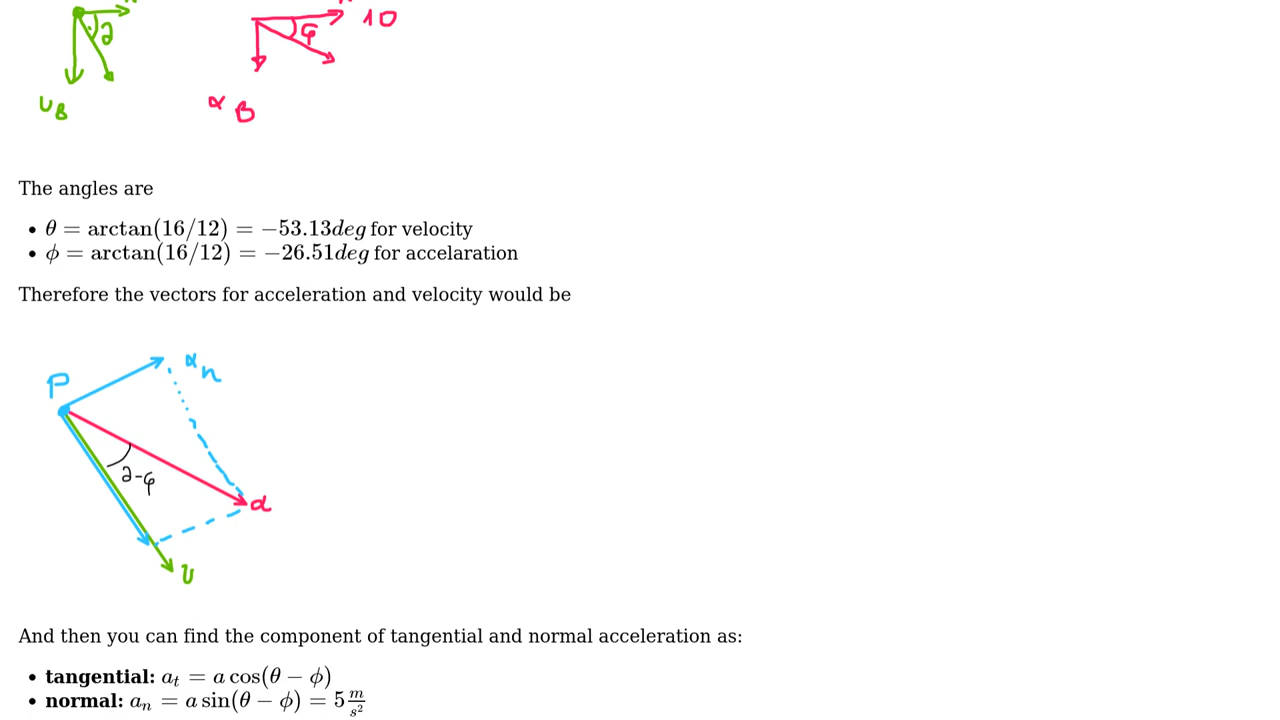 ∂ φ 10
υ_B α_B
The angles are
• θ = arctan(16/12) = −53.13deg for velocity
• ϕ = arctan(16/12) = −26.51deg for accelaration
Therefore the vectors for acceleration and velocity would be
α_n
P
∂-φ
α
υ
And then you can find the component of tangential and normal acceleration as:
• tangential: a_t = a cos(θ − ϕ)
• normal: a_n = a sin(θ − ϕ) = 5 m/s²